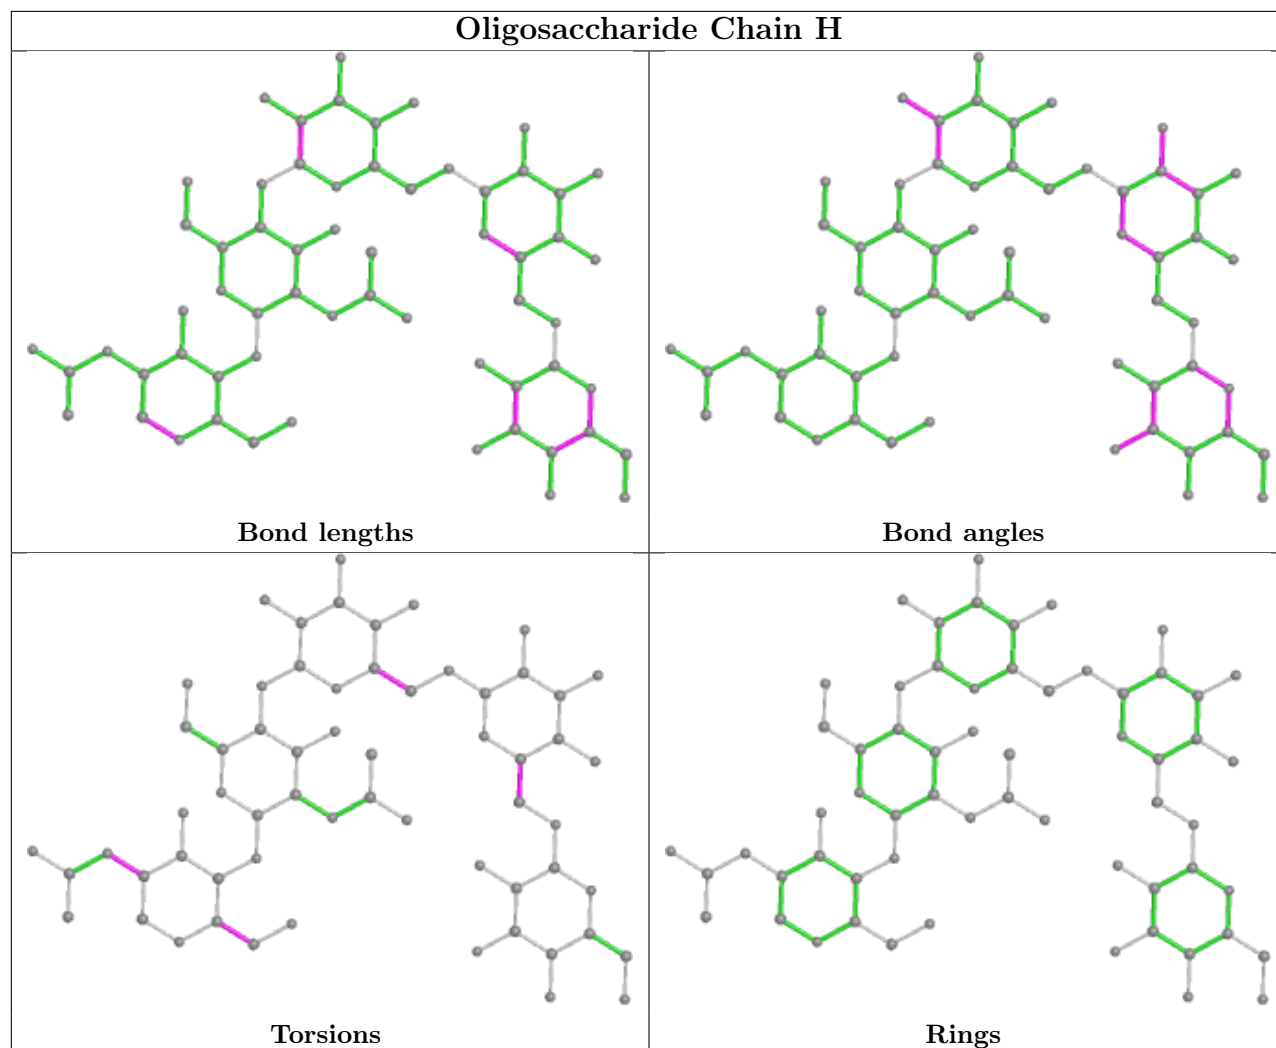 Oligosaccharide Chain H
Bond lengths
Bond angles
Torsions
Rings